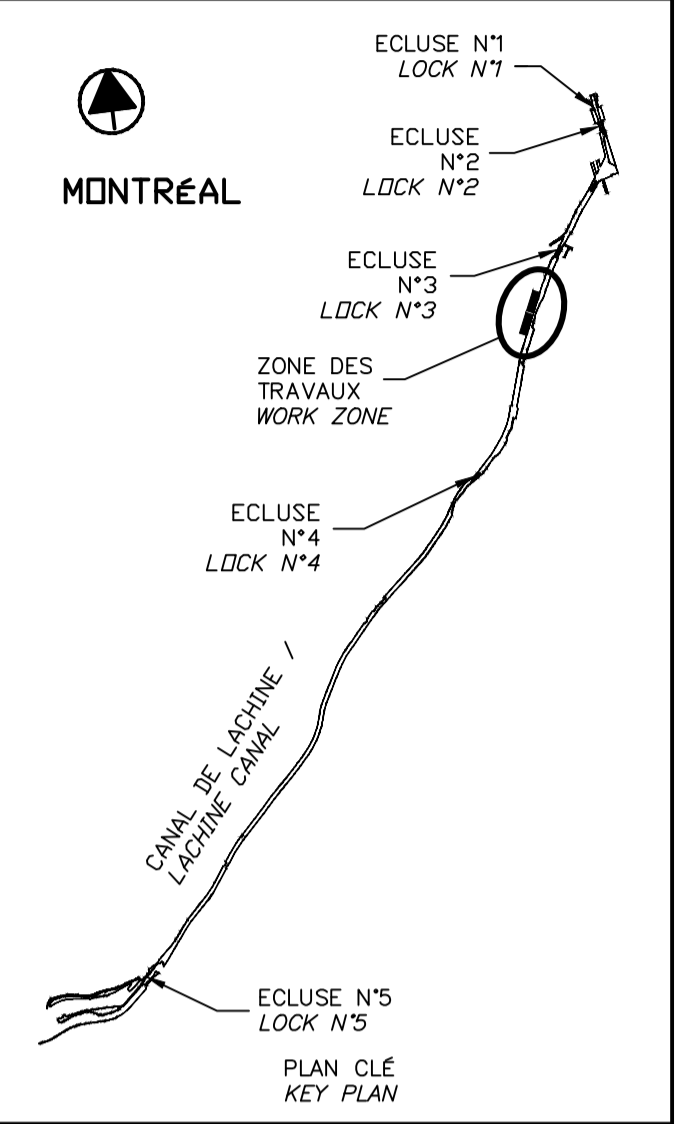 ECLUSE N°1
LOCK N°1
MONTRÉAL
ECLUSE
N°2
LOCK N°2
ECLUSE
N°3
LOCK N°3
ZONE DES
TRAVAUX
WORK ZONE
ECLUSE
N°4
LOCK N°4
CANAL DE LACHINE /
LACHINE CANAL
ECLUSE N°5
LOCK N°5
PLAN CLÉ
KEY PLAN